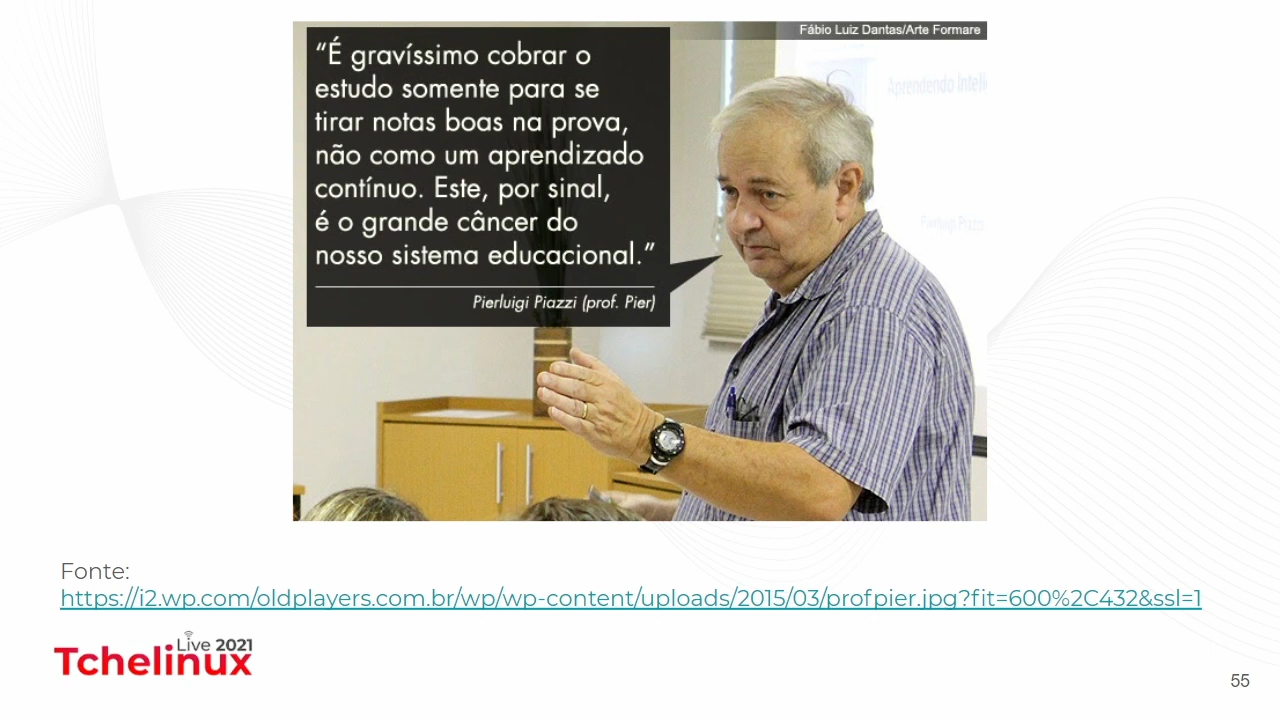 Fábio Luiz Dantas/Arte Formare
“É gravíssimo cobrar o
estudo somente para se
tirar notas boas na prova,
não como um aprendizado
contínuo. Este, por sinal,
é o grande câncer do
nosso sistema educacional.”
Pierluigi Piazzi (prof. Pier)
Aprendendo Inteli
Pierluigi Piazzi
Fonte:
https://i2.wp.com/oldplayers.com.br/wp/wp-content/uploads/2015/03/profpier.jpg?fit=600%2C432&ssl=1
Live 2021
Tchelinux
55